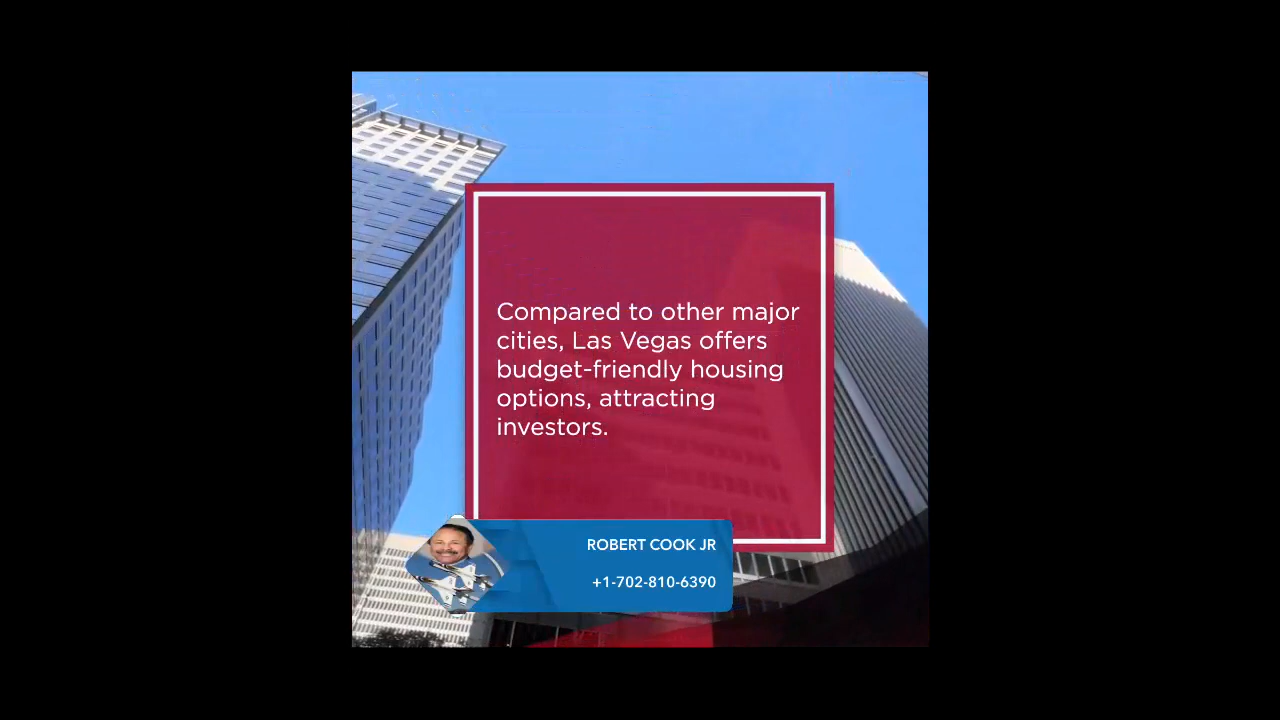 Compared to other major
cities, Las Vegas offers
budget-friendly housing
options, attracting
investors.
ROBERT COOK JR
+1-702-810-6390